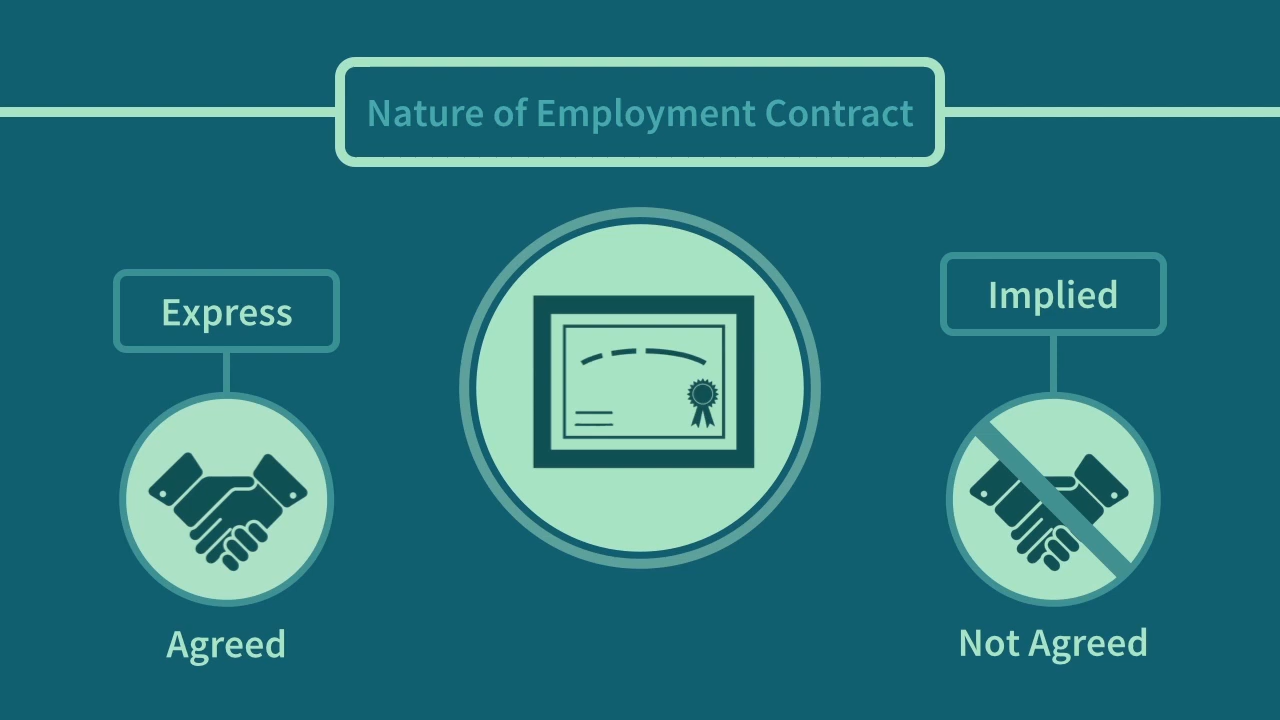 Nature of Employment Contract
Express
Implied
Agreed
Not Agreed